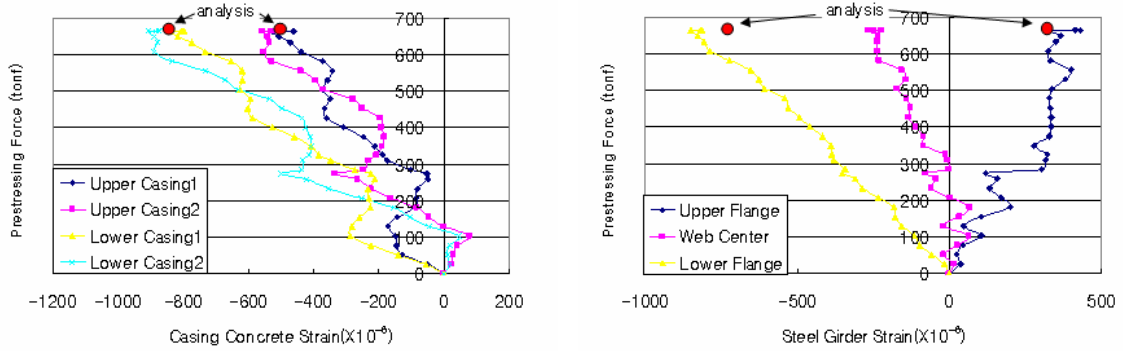 analysis
700
600
500
400
300
200
100
0
Prestressing Force (tonf)
Upper Casing1
Upper Casing2
Lower Casing1
Lower Casing2
-1200 -1000 -800 -600 -400 -200 0 200
Casing Concrete Strain(X10⁻⁶)
analysis
700
600
500
400
300
200
100
0
Prestressing Force (tonf)
Upper Flange
Web Center
Lower Flange
-1000 -500 0 500
Steel Girder Strain(X10⁻⁶)